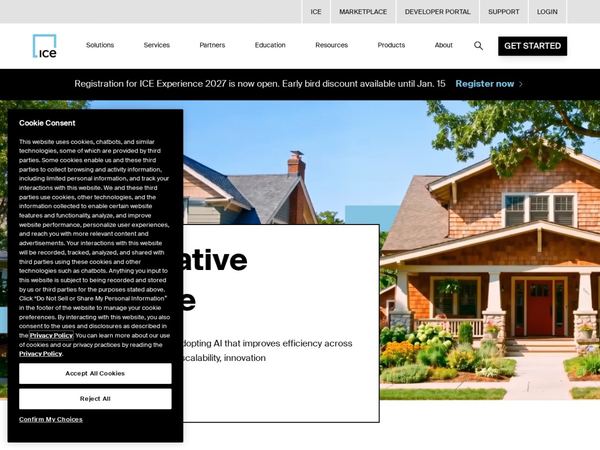 ICE MARKETPLACE DEVELOPER PORTAL SUPPORT LOGIN
ice Solutions Services Partners Education Resources Products About GET STARTED
Registration for ICE Experience 2027 is now open. Early bird discount available until Jan. 15 Register now
Cookie Consent
This website uses cookies, chatbots, and similar
technologies, some of which are provided by third
parties. Some cookies enable us and these third
parties to collect browsing and activity information,
including limited personal information, and track your
interactions with this website. We and these third
parties use cookies, other technologies, and the
information collected to enable certain website
features and functionality, analyze, and improve
website performance, personalize user experiences,
and reach you with more relevant content and
advertisements. Your interactions with this website
will be recorded, tracked, analyzed, and shared with
third parties using these cookies and other
technologies such as chatbots. Anything you input to
this website is subject to being recorded and stored
by us or third parties for the purposes stated above.
Click "Do Not Sell or Share My Personal Information"
in the footer of the website to manage your cookie
preferences. By interacting with this website, you also
consent to the uses and disclosures as described in
the Privacy Policy. You can learn more about our use
of cookies and our privacy practices by reading the
Privacy Policy.
Accept All Cookies
Reject All
Confirm My Choices
ative
e
dopting AI that improves efficiency across
scalability, innovation